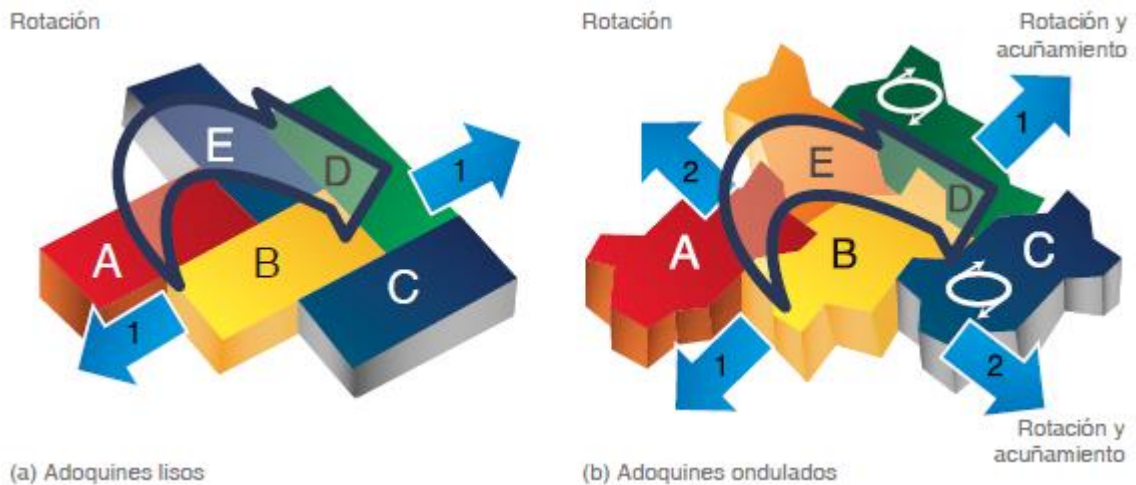 Rotación
E
D
1
A
B
C
1
(a) Adoquines lisos
Rotación
Rotación y
acuñamiento
1
2
E
D
A
B
C
1
2
Rotación y
acuñamiento
(b) Adoquines ondulados